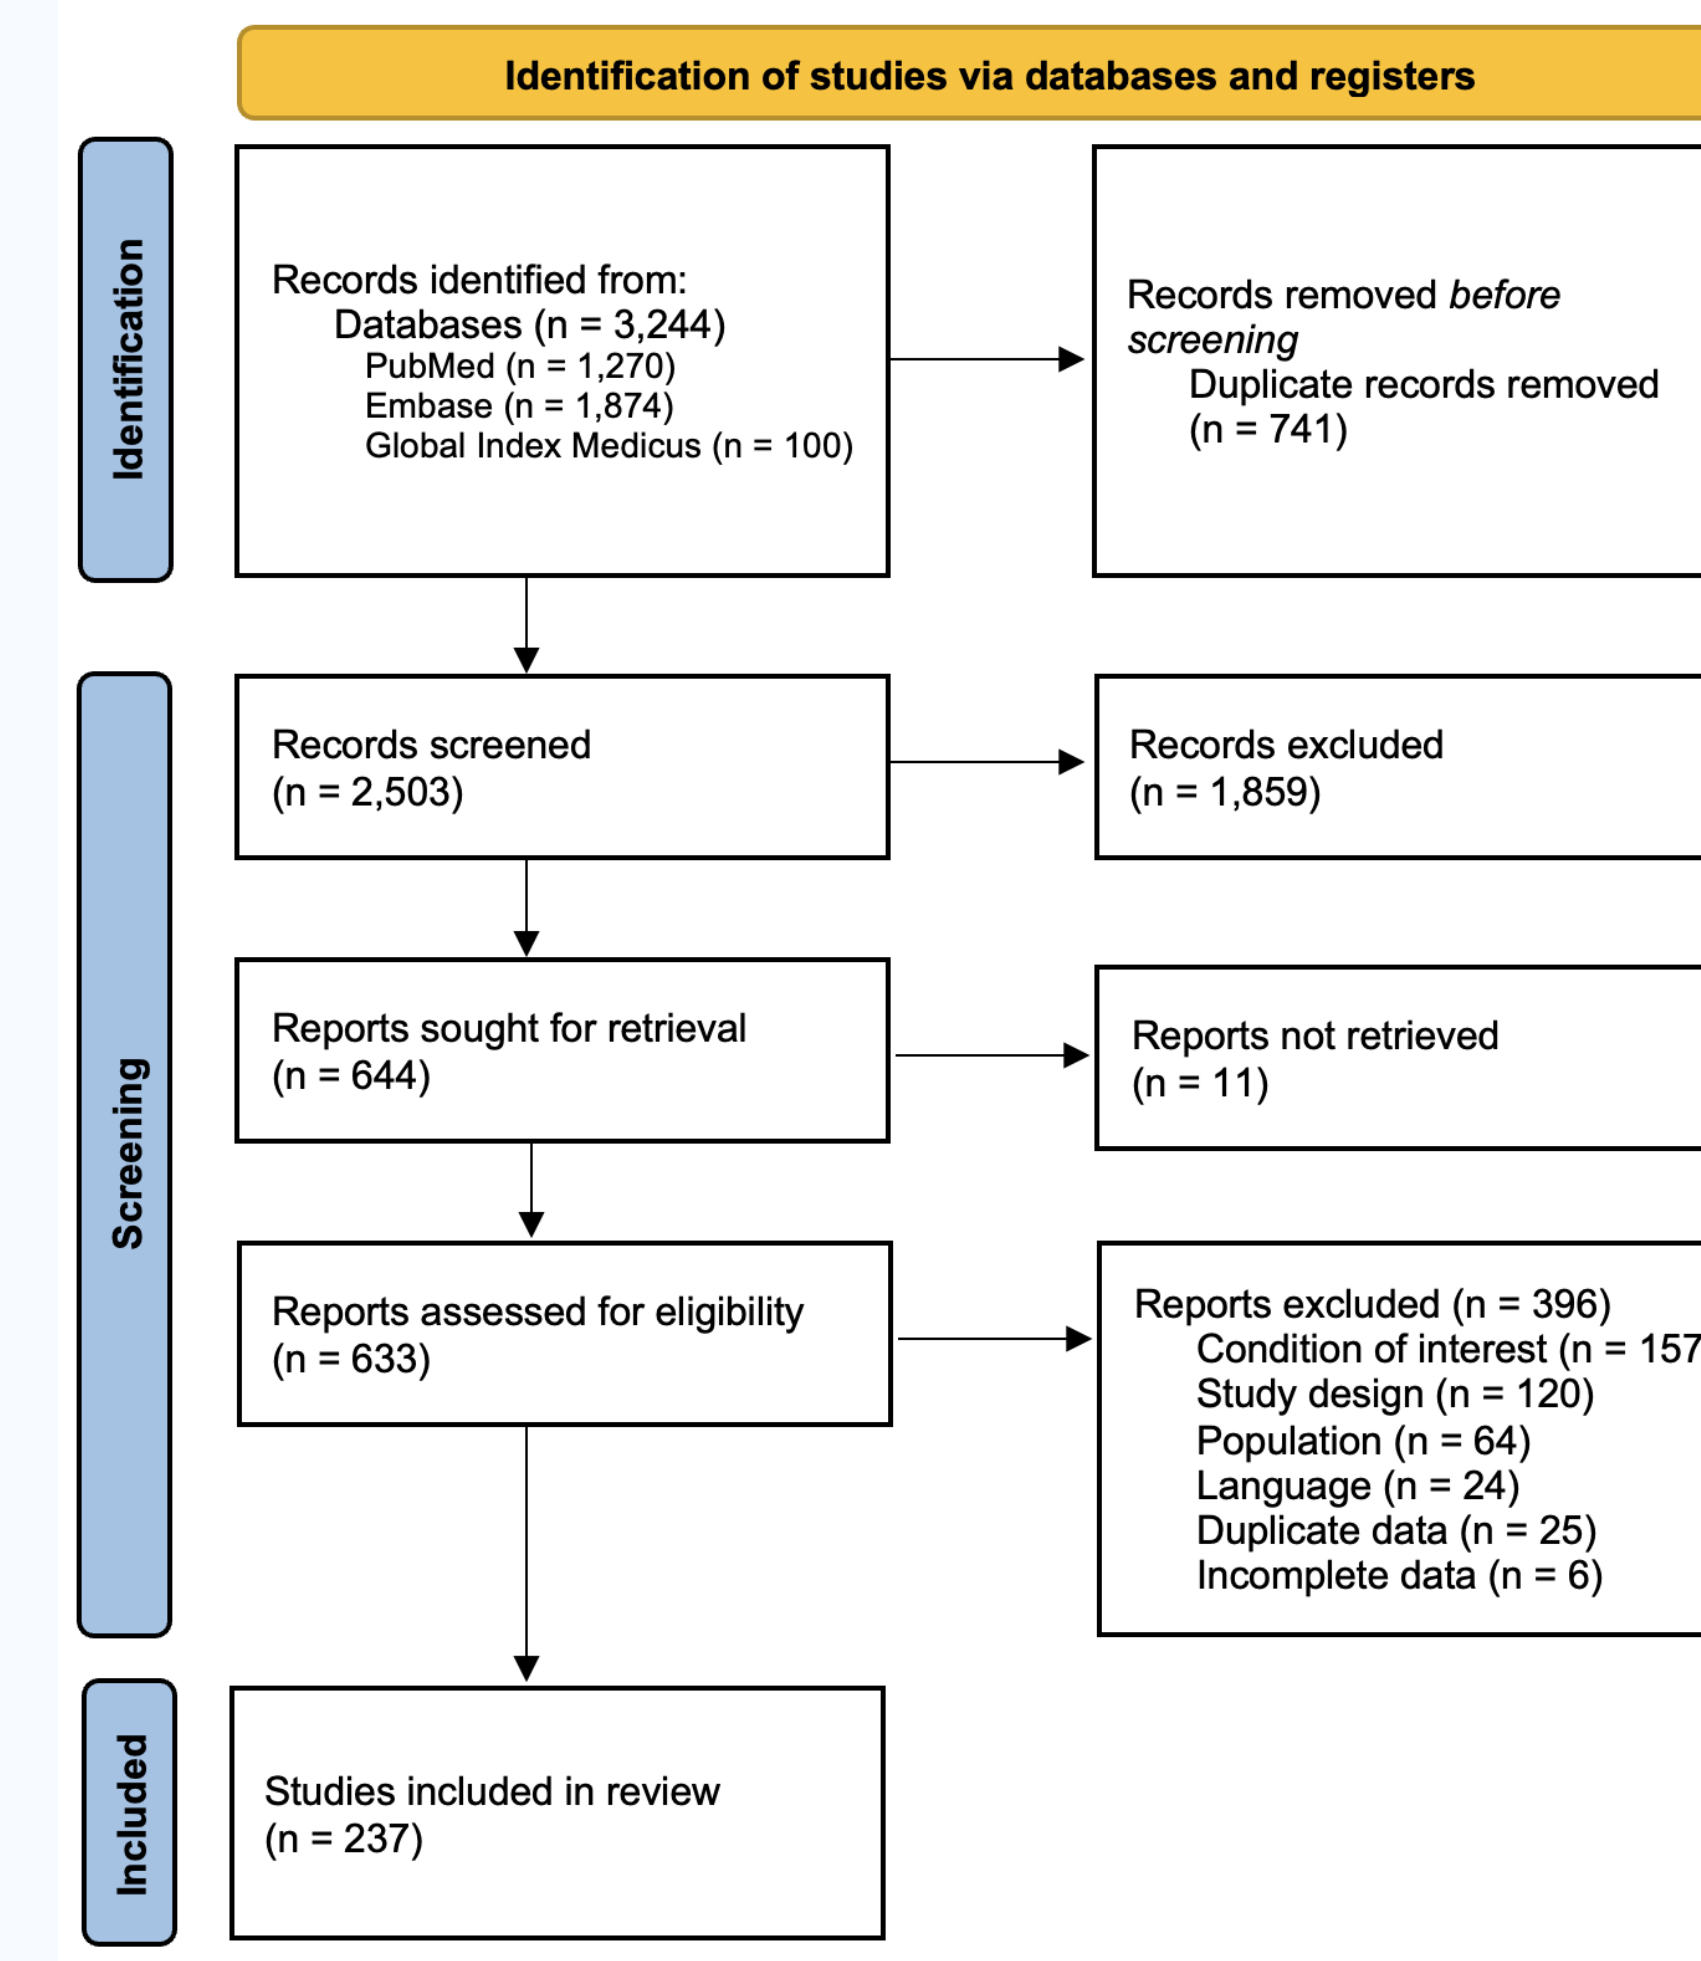 Identification of studies via databases and registers
Identification
Records identified from:
Databases (n = 3,244)
PubMed (n = 1,270)
Embase (n = 1,874)
Global Index Medicus (n = 100)
Records removed before
screening
Duplicate records removed
(n = 741)
Screening
Records screened
(n = 2,503)
Records excluded
(n = 1,859)
Reports sought for retrieval
(n = 644)
Reports not retrieved
(n = 11)
Reports assessed for eligibility
(n = 633)
Reports excluded (n = 396)
Condition of interest (n = 157
Study design (n = 120)
Population (n = 64)
Language (n = 24)
Duplicate data (n = 25)
Incomplete data (n = 6)
Included
Studies included in review
(n = 237)